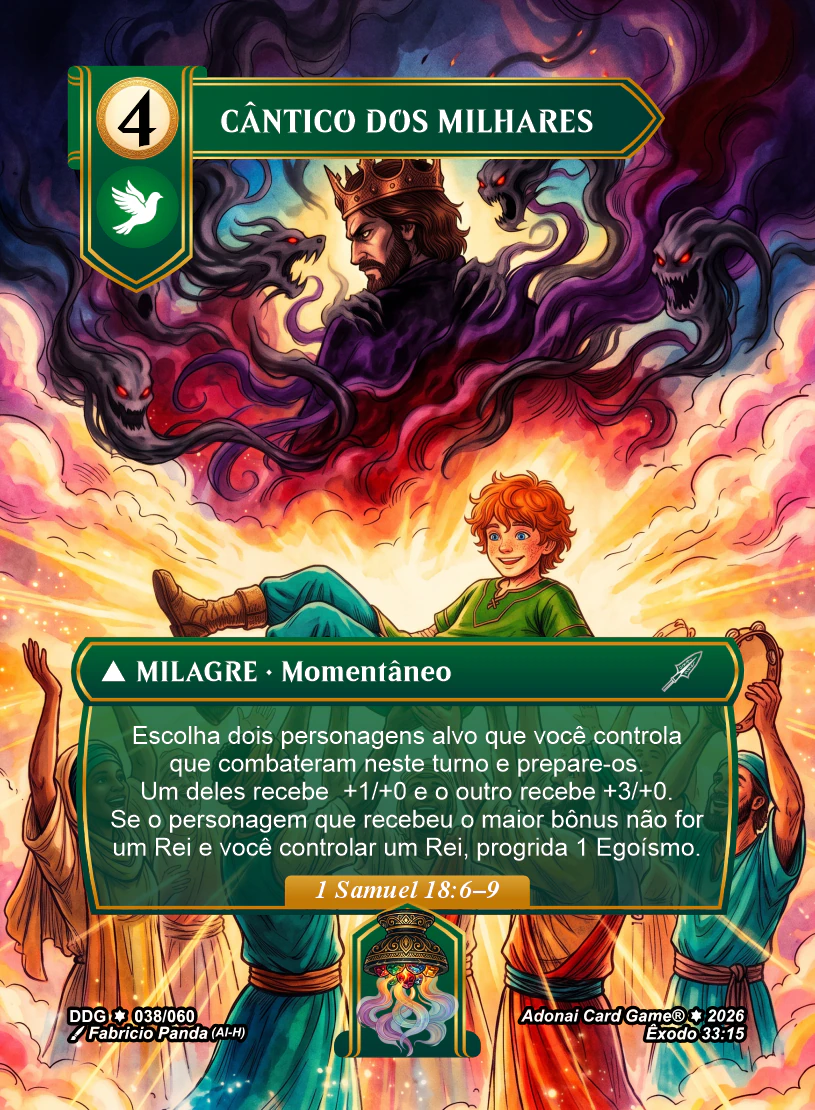 4
CÂNTICO DOS MILHARES
MILAGRE · Momentâneo
Escolha dois personagens alvo que você controla
que combateram neste turno e prepare-os.
Um deles recebe +1/+0 e o outro recebe +3/+0.
Se o personagem que recebeu o maior bônus não for
um Rei e você controlar um Rei, progrida 1 Egoísmo.
1 Samuel 18:6–9
DDG ✶ 038/060
Fabricio Panda (AI-H)
Adonai Card Game® ✶ 2026
Êxodo 33:15